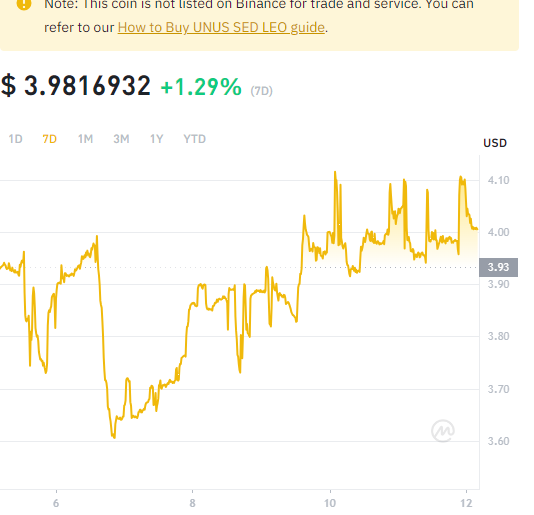 Note: This coin is not listed on Binance for trade and service. You can
refer to our How to Buy UNUS SED LEO guide.
$ 3.9816932 +1.29% (7D)
1D 7D 1M 3M 1Y YTD
USD
4.10
4.00
3.93
3.90
3.80
3.70
3.60
6 8 10 12